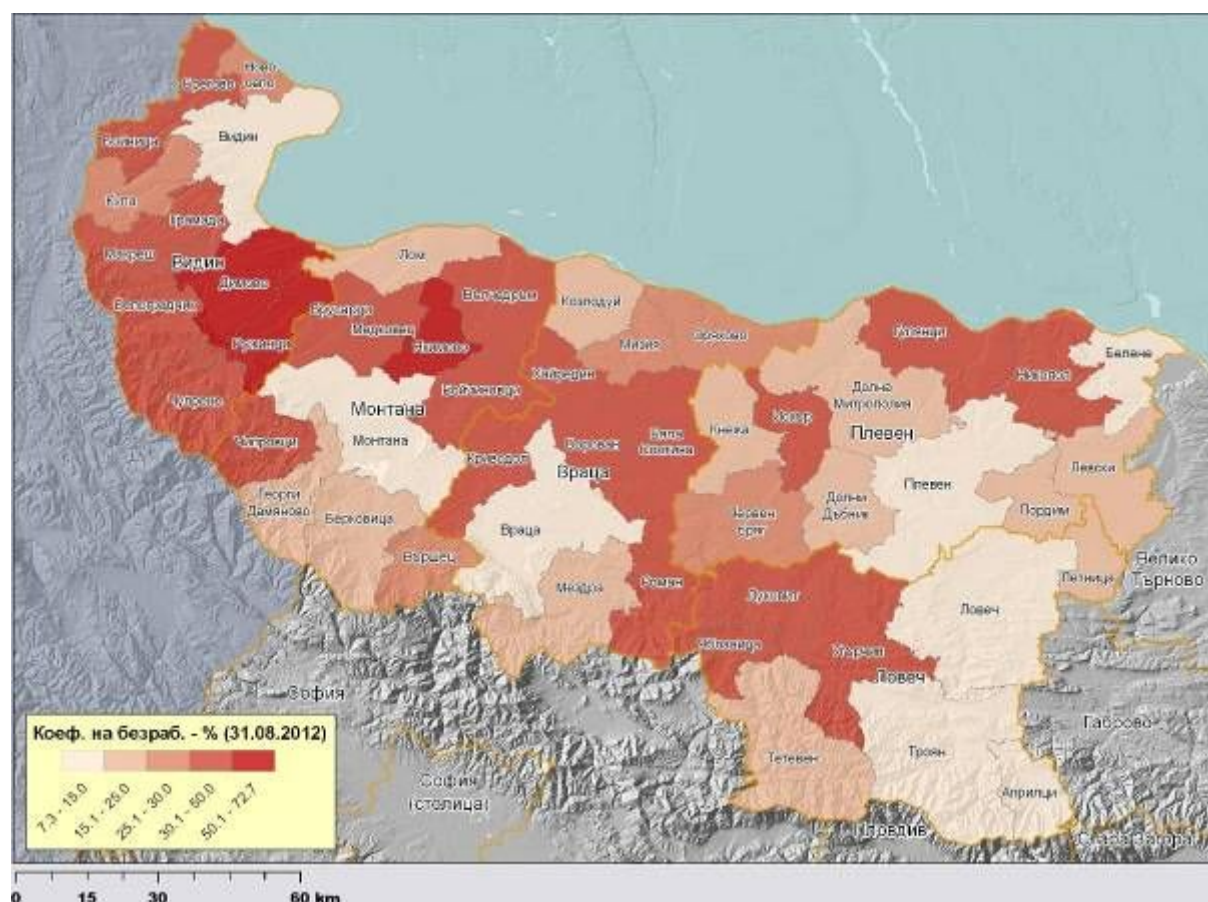 Ново
село
Брегово
Видин
Бойница
Кула
Грамада
Макреш
Видин
Димово
Лом
Белоградчик
Вълчедръм
Козлодуй
Брусарци
Медковец
Якимово
Мизия
Оряхово
Гулянци
Белене
Ружинци
Хайредин
Никопол
Бойчиновци
Долна
Митрополия
Чупрене
Монтана
Искър
Кнежа
Плевен
Чипровци
Монтана
Криводол
Борован
Бяла
Слатина
Враца
Плевен
Левски
Георги
Дамяново
Берковица
Долни
Дъбник
Пордим
Враца
Червен
бряг
Вършец
Велико
Търново
Летница
Мездра
Роман
Луковит
Ловеч
Ябланица
Угърчин
Ловеч
София
Габрово
Троян
Тетевен
Априлци
София
(столица)
Пловдив
Стара Загора
Коеф. на безраб. - % (31.08.2012)
7.3 - 15.0
15.1 - 25.0
25.1 - 30.0
30.1 - 50.0
50.1 - 72.7
0 15 30 60 km